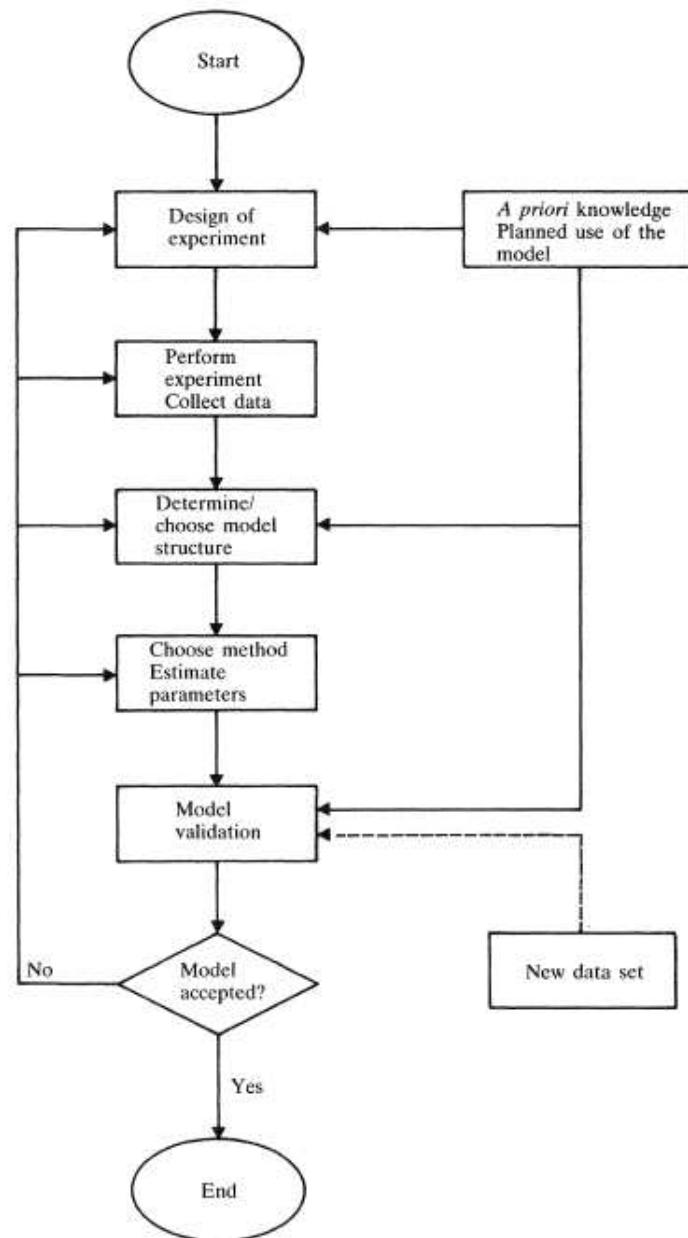 Start
Design of
experiment
A priori knowledge
Planned use of the
model
Perform
experiment
Collect data
Determine/
choose model
structure
Choose method
Estimate
parameters
Model
validation
No
Model
accepted?
New data set
Yes
End